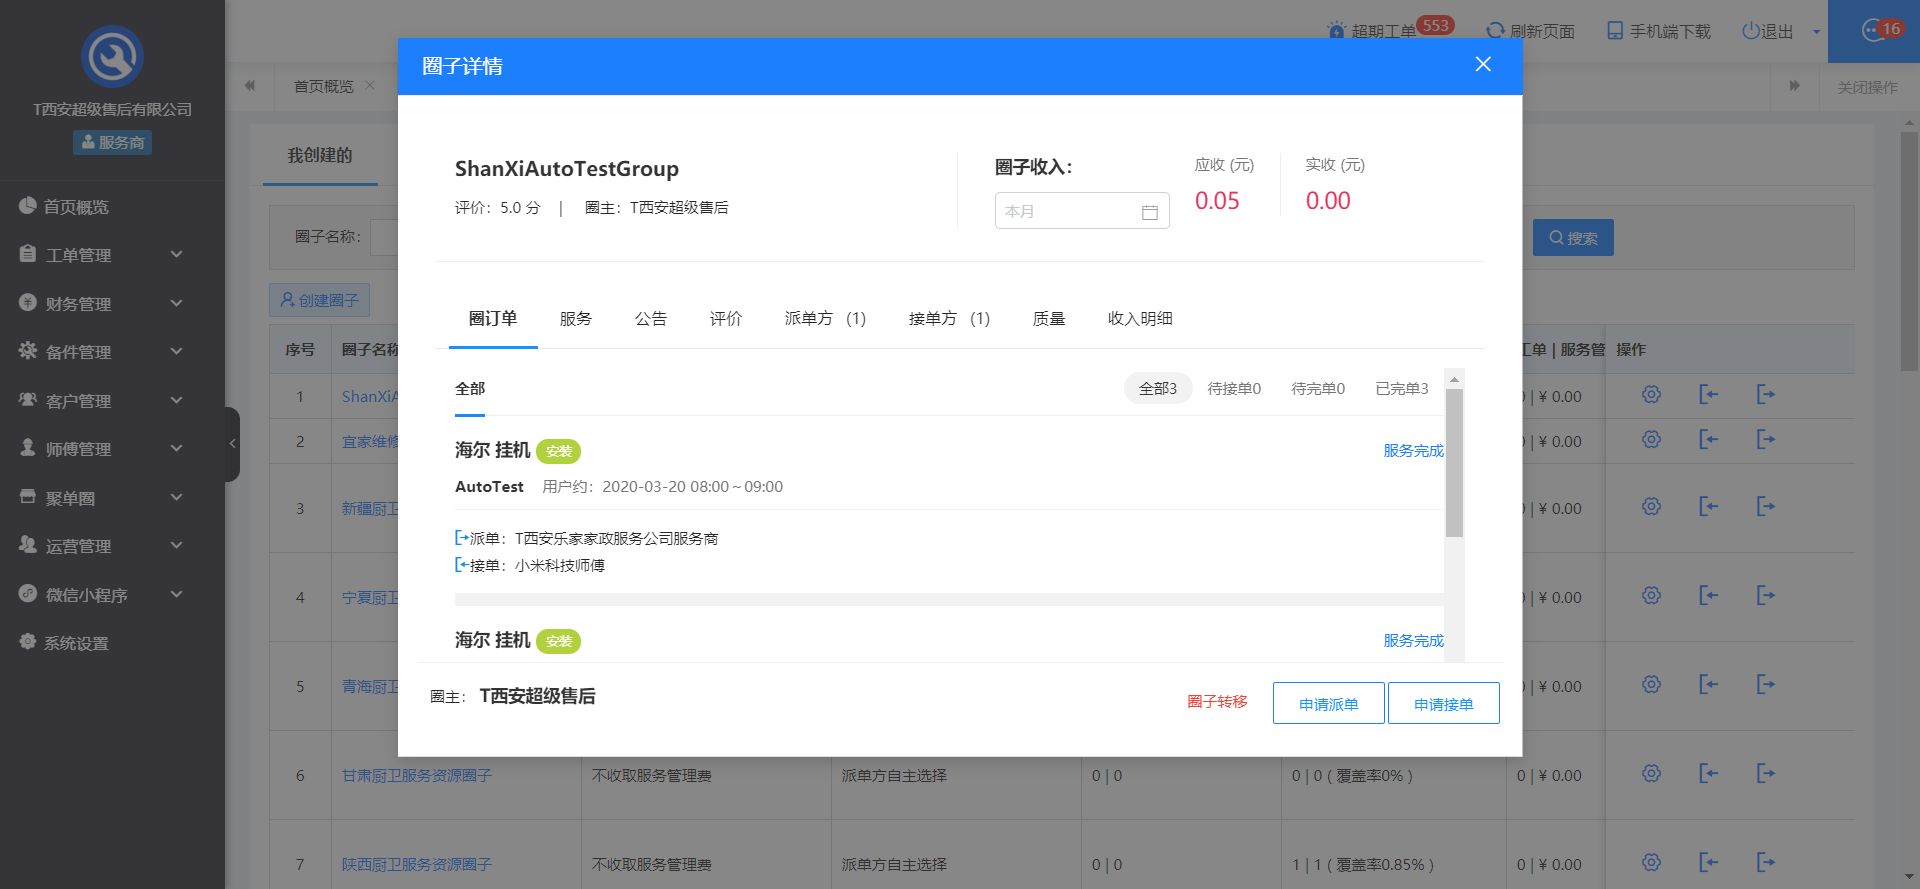 超期工单 553
刷新页面
手机端下载
退出
16
T西安超级售后有限公司
服务商
首页概览
工单管理
财务管理
备件管理
客户管理
师傅管理
聚单圈
运营管理
微信小程序
系统设置
首页概览
关闭操作
我创建的
圈子名称：
搜索
创建圈子
序号 圈子名称 工单 | 服务管 操作
1 ShanXiA | ¥ 0.00
2 宜家维修 | ¥ 0.00
3 新疆厨卫 | ¥ 0.00
4 宁夏厨卫 | ¥ 0.00
5 青海厨卫 | ¥ 0.00
6 甘肃厨卫服务资源圈子 不收取服务管理费 派单方自主选择 0 | 0 0 | 0 ( 覆盖率0% ) 0 | ¥ 0.00
7 陕西厨卫服务资源圈子 不收取服务管理费 派单方自主选择 0 | 0 1 | 1 ( 覆盖率0.85% ) 0 | ¥ 0.00
圈子详情
ShanXiAutoTestGroup
评价：5.0 分 | 圈主：T西安超级售后
圈子收入：
本月
应收 (元)
0.05
实收 (元)
0.00
圈订单 服务 公告 评价 派单方 (1) 接单方 (1) 质量 收入明细
全部
全部3 待接单0 待完单0 已完单3
海尔 挂机 安装 服务完成
AutoTest 用户约：2020-03-20 08:00 ~ 09:00
派单：T西安乐家家政服务公司服务商
接单：小米科技师傅
海尔 挂机 安装 服务完成
圈主：T西安超级售后
圈子转移 申请派单 申请接单